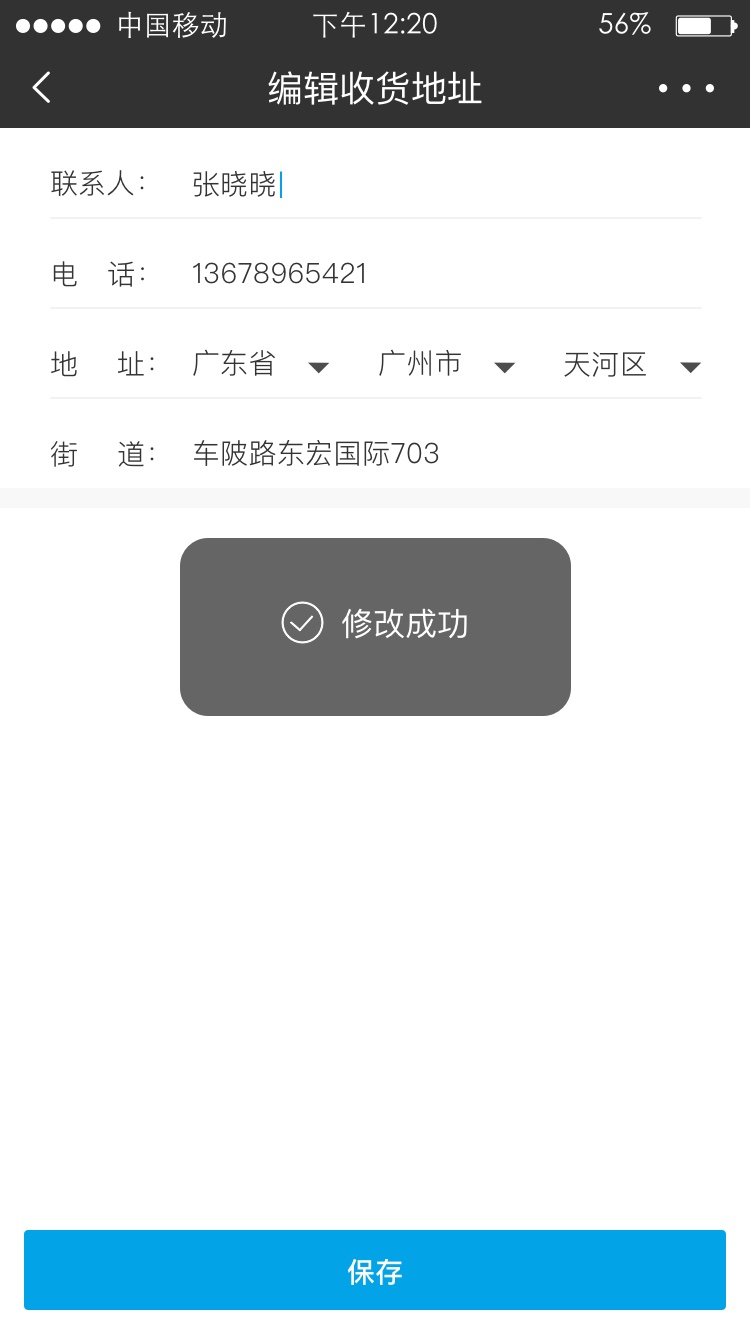 中国移动 下午12:20 56%
编辑收货地址
联系人： 张晓晓
电 话： 13678965421
地 址： 广东省 广州市 天河区
街 道： 车陂路东宏国际703
修改成功
保存